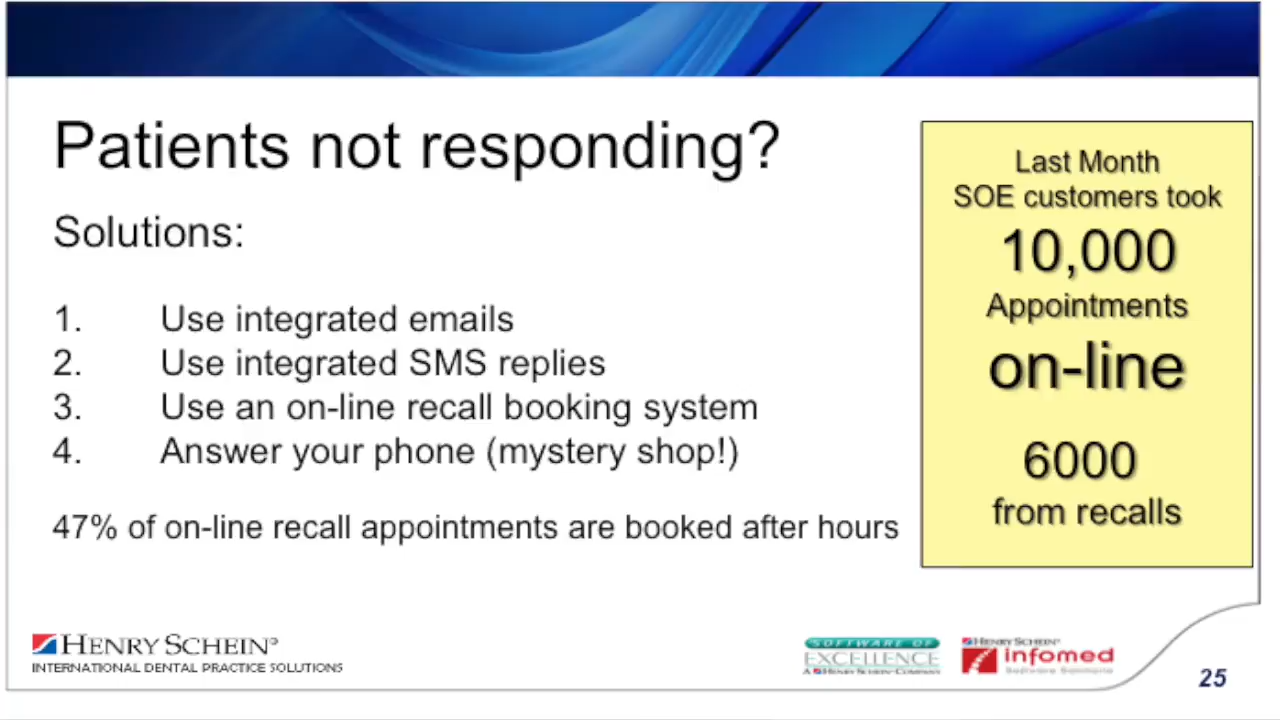 Patients not responding?
Solutions:
1. Use integrated emails
2. Use integrated SMS replies
3. Use an on-line recall booking system
4. Answer your phone (mystery shop!)
47% of on-line recall appointments are booked after hours
Last Month
SOE customers took
10,000
Appointments
on-line
6000
from recalls
HENRY SCHEIN®
INTERNATIONAL DENTAL PRACTICE SOLUTIONS
SOFTWARE OF
EXCELLENCE
A HENRY SCHEIN COMPANY
HENRY SCHEIN®
infomed
Software Sanitario
25